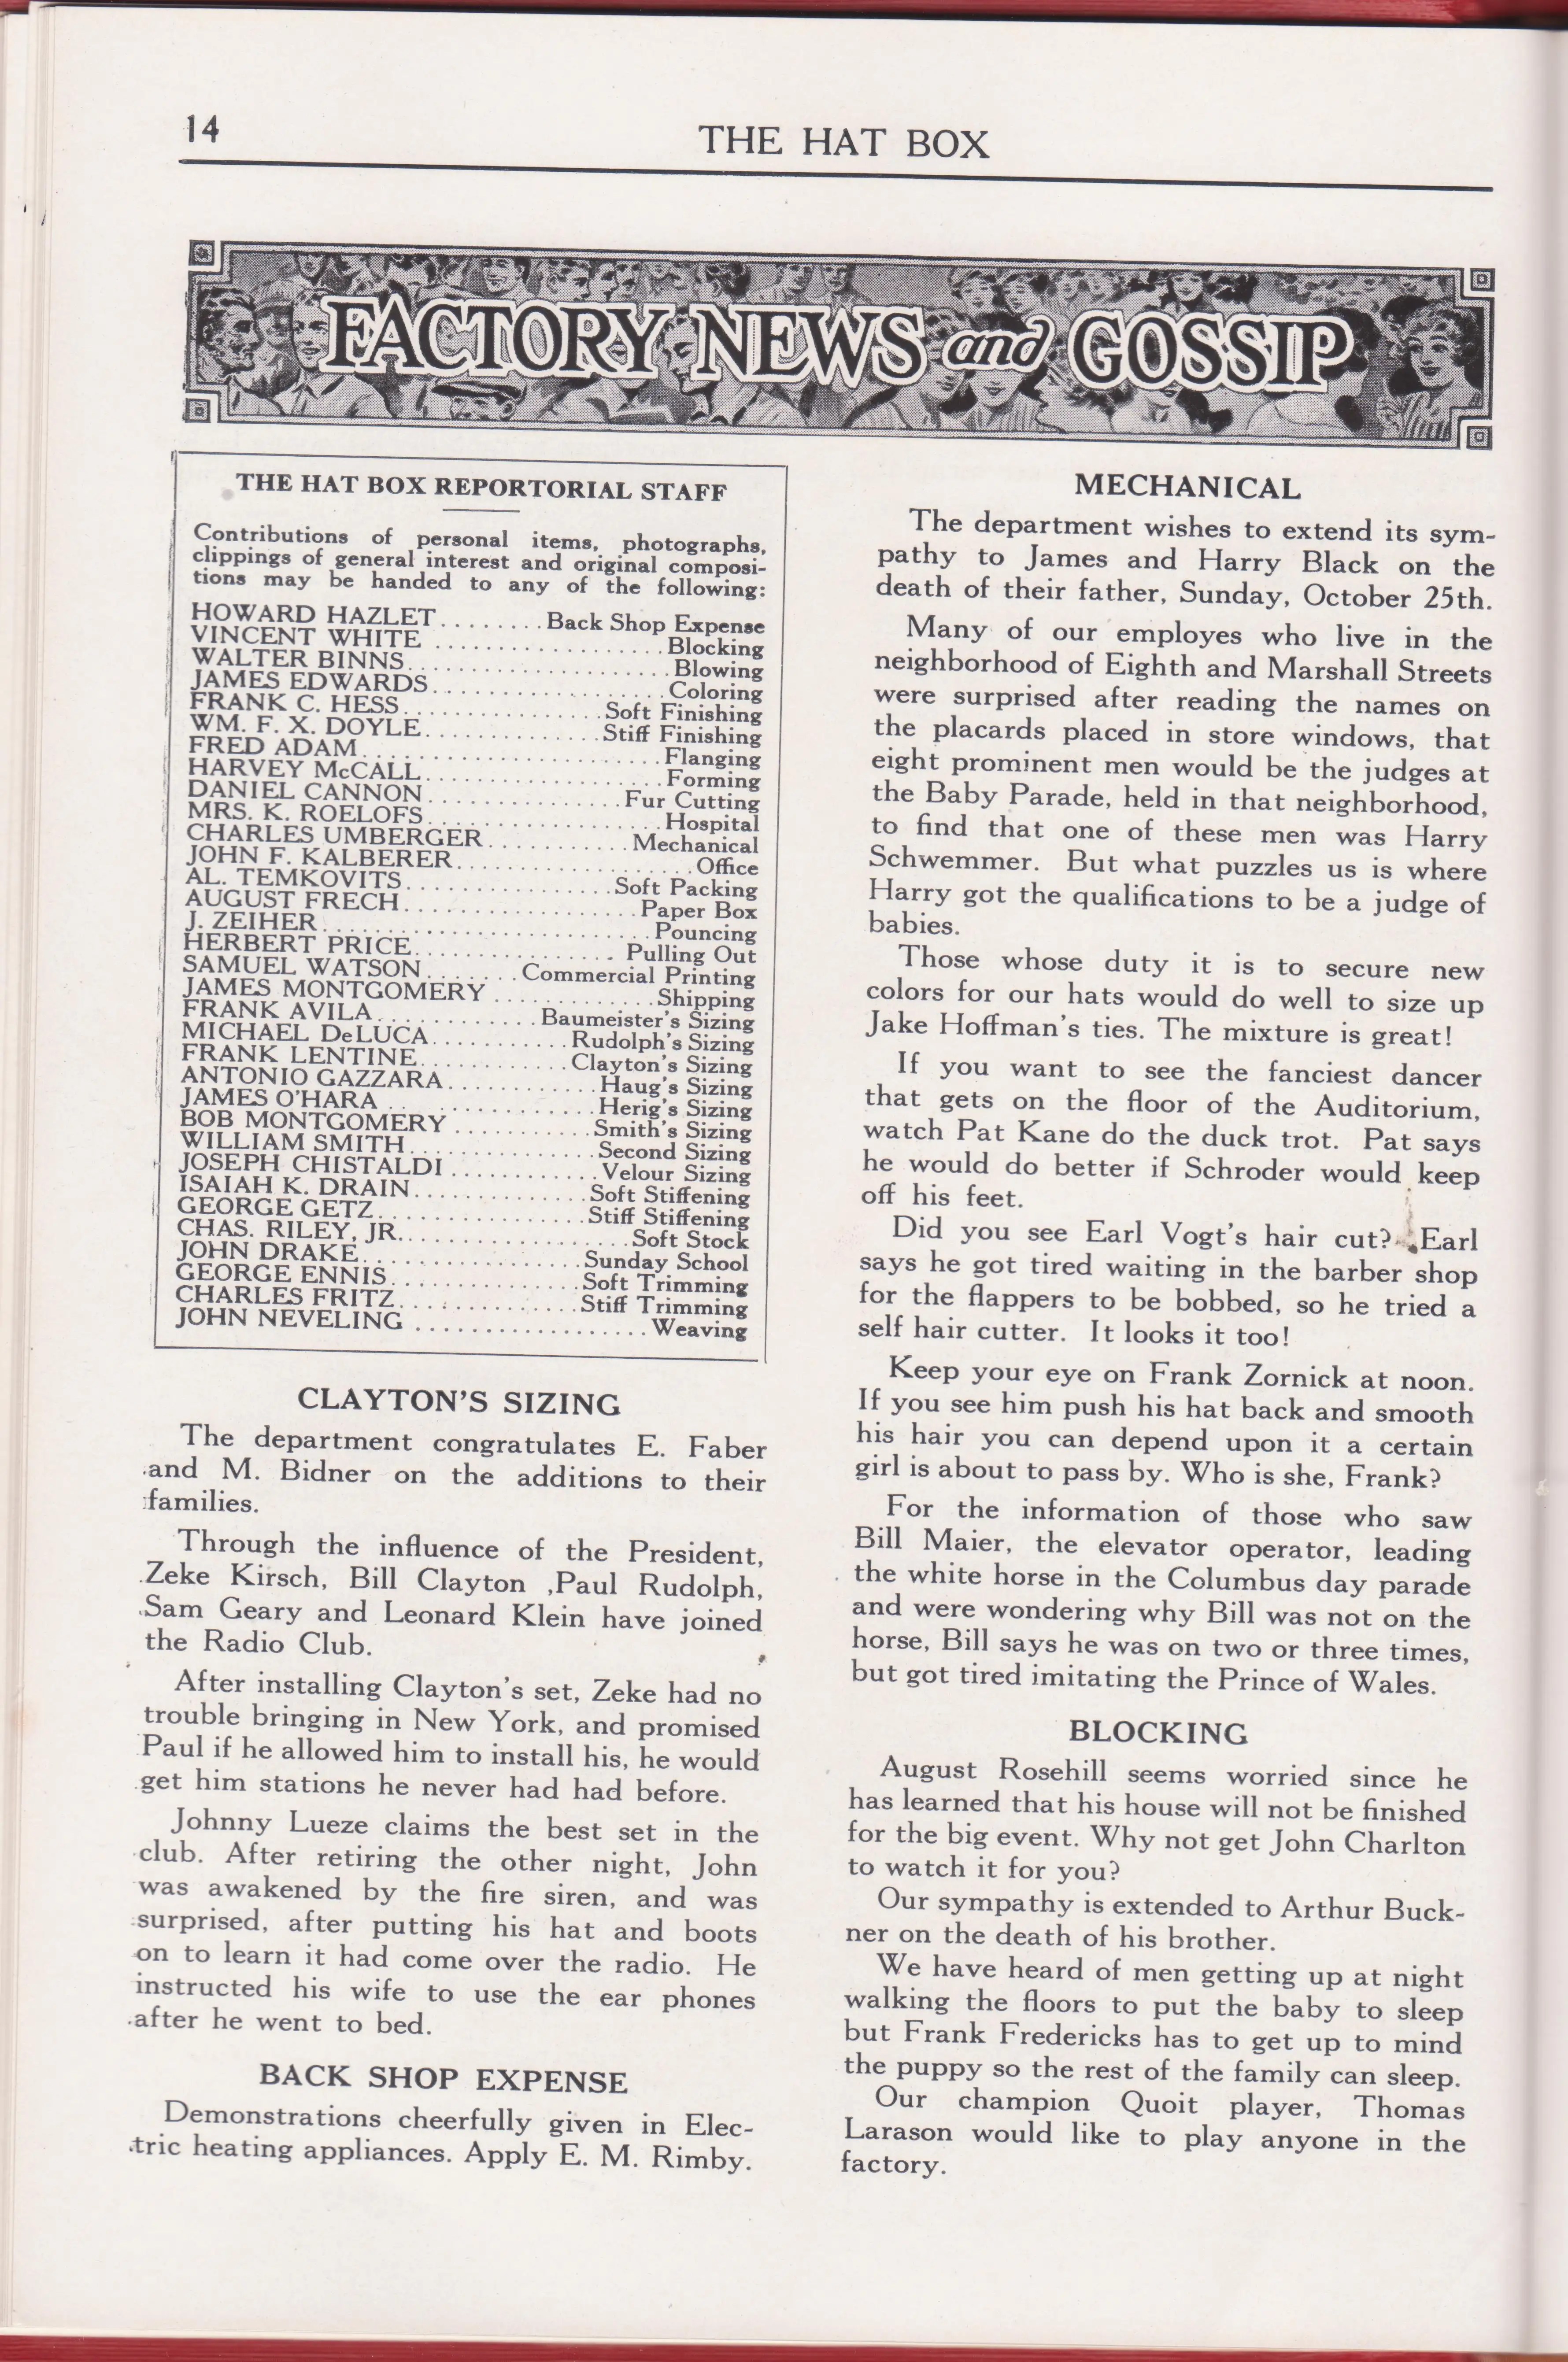 14
THE HAT BOX
FACTORY NEWS and GOSSIP
THE HAT BOX REPORTORIAL STAFF
Contributions of personal items, photographs,
clippings of general interest and original composi-
tions may be handed to any of the following:
HOWARD HAZLET........Back Shop Expense
VINCENT WHITE ..................Blocking
WALTER BINNS....................Blowing
JAMES EDWARDS..................Coloring
FRANK C. HESS................Soft Finishing
WM. F. X. DOYLE..............Stiff Finishing
FRED ADAM.......................Flanging
HARVEY McCALL...................Forming
DANIEL CANNON...............Fur Cutting
MRS. K. ROELOFS..................Hospital
CHARLES UMBERGER...........Mechanical
JOHN F. KALBERER...................Office
AL. TEMKOVITS................Soft Packing
AUGUST FRECH..................Paper Box
J. ZEIHER..........................Pouncing
HERBERT PRICE................ Pulling Out
SAMUEL WATSON.......Commercial Printing
JAMES MONTGOMERY .............Shipping
FRANK AVILA.............Baumeister's Sizing
MICHAEL DeLUCA...........Rudolph's Sizing
FRANK LENTINE............Clayton's Sizing
ANTONIO GAZZARA............Haug's Sizing
JAMES O'HARA .................Herig's Sizing
BOB MONTGOMERY ...........Smith's Sizing
WILLIAM SMITH...............Second Sizing
JOSEPH CHISTALDI ............Velour Sizing
ISAIAH K. DRAIN..............Soft Stiffening
GEORGE GETZ.................Stiff Stiffening
CHAS. RILEY, JR..................Soft Stock
JOHN DRAKE..................Sunday School
GEORGE ENNIS...............Soft Trimming
CHARLES FRITZ..............Stiff Trimming
JOHN NEVELING ...................Weaving
CLAYTON'S SIZING
The department congratulates E. Faber
and M. Bidner on the additions to their
families.
Through the influence of the President,
Zeke Kirsch, Bill Clayton ,Paul Rudolph,
Sam Geary and Leonard Klein have joined
the Radio Club.
After installing Clayton's set, Zeke had no
trouble bringing in New York, and promised
Paul if he allowed him to install his, he would
get him stations he never had had before.
Johnny Lueze claims the best set in the
club. After retiring the other night, John
was awakened by the fire siren, and was
surprised, after putting his hat and boots
on to learn it had come over the radio. He
instructed his wife to use the ear phones
after he went to bed.
BACK SHOP EXPENSE
Demonstrations cheerfully given in Elec-
tric heating appliances. Apply E. M. Rimby.
MECHANICAL
The department wishes to extend its sym-
pathy to James and Harry Black on the
death of their father, Sunday, October 25th.
Many of our employes who live in the
neighborhood of Eighth and Marshall Streets
were surprised after reading the names on
the placards placed in store windows, that
eight prominent men would be the judges at
the Baby Parade, held in that neighborhood,
to find that one of these men was Harry
Schwemmer. But what puzzles us is where
Harry got the qualifications to be a judge of
babies.
Those whose duty it is to secure new
colors for our hats would do well to size up
Jake Hoffman's ties. The mixture is great!
If you want to see the fanciest dancer
that gets on the floor of the Auditorium,
watch Pat Kane do the duck trot. Pat says
he would do better if Schroder would keep
off his feet.
Did you see Earl Vogt's hair cut? Earl
says he got tired waiting in the barber shop
for the flappers to be bobbed, so he tried a
self hair cutter. It looks it too!
Keep your eye on Frank Zornick at noon.
If you see him push his hat back and smooth
his hair you can depend upon it a certain
girl is about to pass by. Who is she, Frank?
For the information of those who saw
Bill Maier, the elevator operator, leading
the white horse in the Columbus day parade
and were wondering why Bill was not on the
horse, Bill says he was on two or three times,
but got tired imitating the Prince of Wales.
BLOCKING
August Rosehill seems worried since he
has learned that his house will not be finished
for the big event. Why not get John Charlton
to watch it for you?
Our sympathy is extended to Arthur Buck-
ner on the death of his brother.
We have heard of men getting up at night
walking the floors to put the baby to sleep
but Frank Fredericks has to get up to mind
the puppy so the rest of the family can sleep.
Our champion Quoit player, Thomas
Larason would like to play anyone in the
factory.